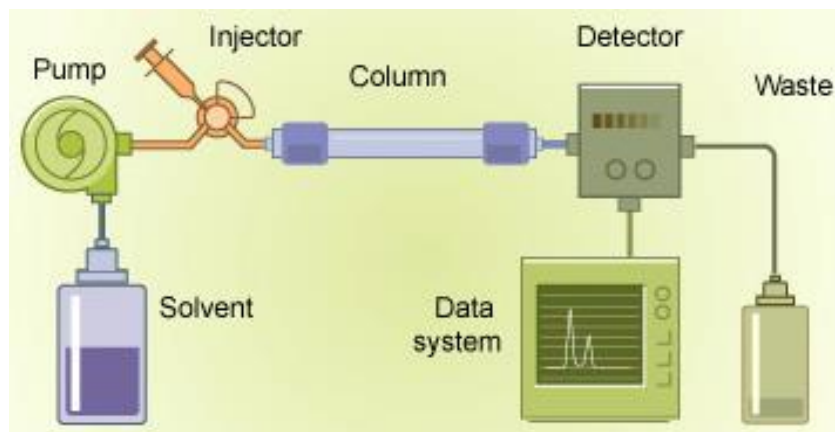 Injector
Detector
Pump
Column
Waste
Solvent
Data
system